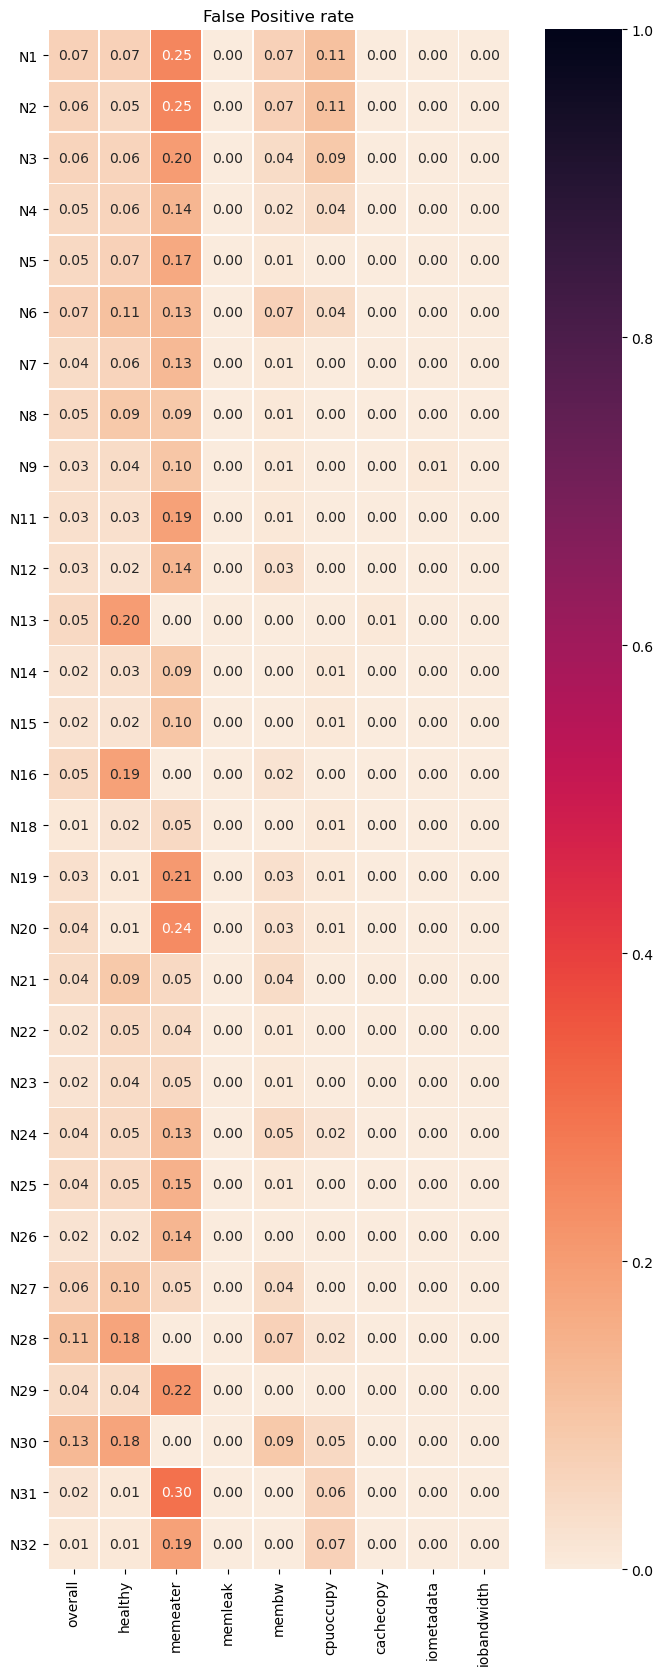 False Positive rate
N1 0.07 0.07 0.25 0.00 0.07 0.11 0.00 0.00 0.00
N2 0.06 0.05 0.25 0.00 0.07 0.11 0.00 0.00 0.00
N3 0.06 0.06 0.20 0.00 0.04 0.09 0.00 0.00 0.00
N4 0.05 0.06 0.14 0.00 0.02 0.04 0.00 0.00 0.00
N5 0.05 0.07 0.17 0.00 0.01 0.00 0.00 0.00 0.00
N6 0.07 0.11 0.13 0.00 0.07 0.04 0.00 0.00 0.00
N7 0.04 0.06 0.13 0.00 0.01 0.00 0.00 0.00 0.00
N8 0.05 0.09 0.09 0.00 0.01 0.00 0.00 0.00 0.00
N9 0.03 0.04 0.10 0.00 0.01 0.00 0.00 0.01 0.00
N11 0.03 0.03 0.19 0.00 0.01 0.00 0.00 0.00 0.00
N12 0.03 0.02 0.14 0.00 0.03 0.00 0.00 0.00 0.00
N13 0.05 0.20 0.00 0.00 0.00 0.00 0.01 0.00 0.00
N14 0.02 0.03 0.09 0.00 0.00 0.01 0.00 0.00 0.00
N15 0.02 0.02 0.10 0.00 0.00 0.01 0.00 0.00 0.00
N16 0.05 0.19 0.00 0.00 0.02 0.00 0.00 0.00 0.00
N18 0.01 0.02 0.05 0.00 0.00 0.01 0.00 0.00 0.00
N19 0.03 0.01 0.21 0.00 0.03 0.01 0.00 0.00 0.00
N20 0.04 0.01 0.24 0.00 0.03 0.01 0.00 0.00 0.00
N21 0.04 0.09 0.05 0.00 0.04 0.00 0.00 0.00 0.00
N22 0.02 0.05 0.04 0.00 0.01 0.00 0.00 0.00 0.00
N23 0.02 0.04 0.05 0.00 0.01 0.00 0.00 0.00 0.00
N24 0.04 0.05 0.13 0.00 0.05 0.02 0.00 0.00 0.00
N25 0.04 0.05 0.15 0.00 0.01 0.00 0.00 0.00 0.00
N26 0.02 0.02 0.14 0.00 0.00 0.00 0.00 0.00 0.00
N27 0.06 0.10 0.05 0.00 0.04 0.00 0.00 0.00 0.00
N28 0.11 0.18 0.00 0.00 0.07 0.02 0.00 0.00 0.00
N29 0.04 0.04 0.22 0.00 0.00 0.00 0.00 0.00 0.00
N30 0.13 0.18 0.00 0.00 0.09 0.05 0.00 0.00 0.00
N31 0.02 0.01 0.30 0.00 0.00 0.06 0.00 0.00 0.00
N32 0.01 0.01 0.19 0.00 0.00 0.07 0.00 0.00 0.00
overall healthy memeater memleak membw cpuoccupy cachecopy iometadata iobandwidth
1.0
0.8
0.6
0.4
0.2
0.0